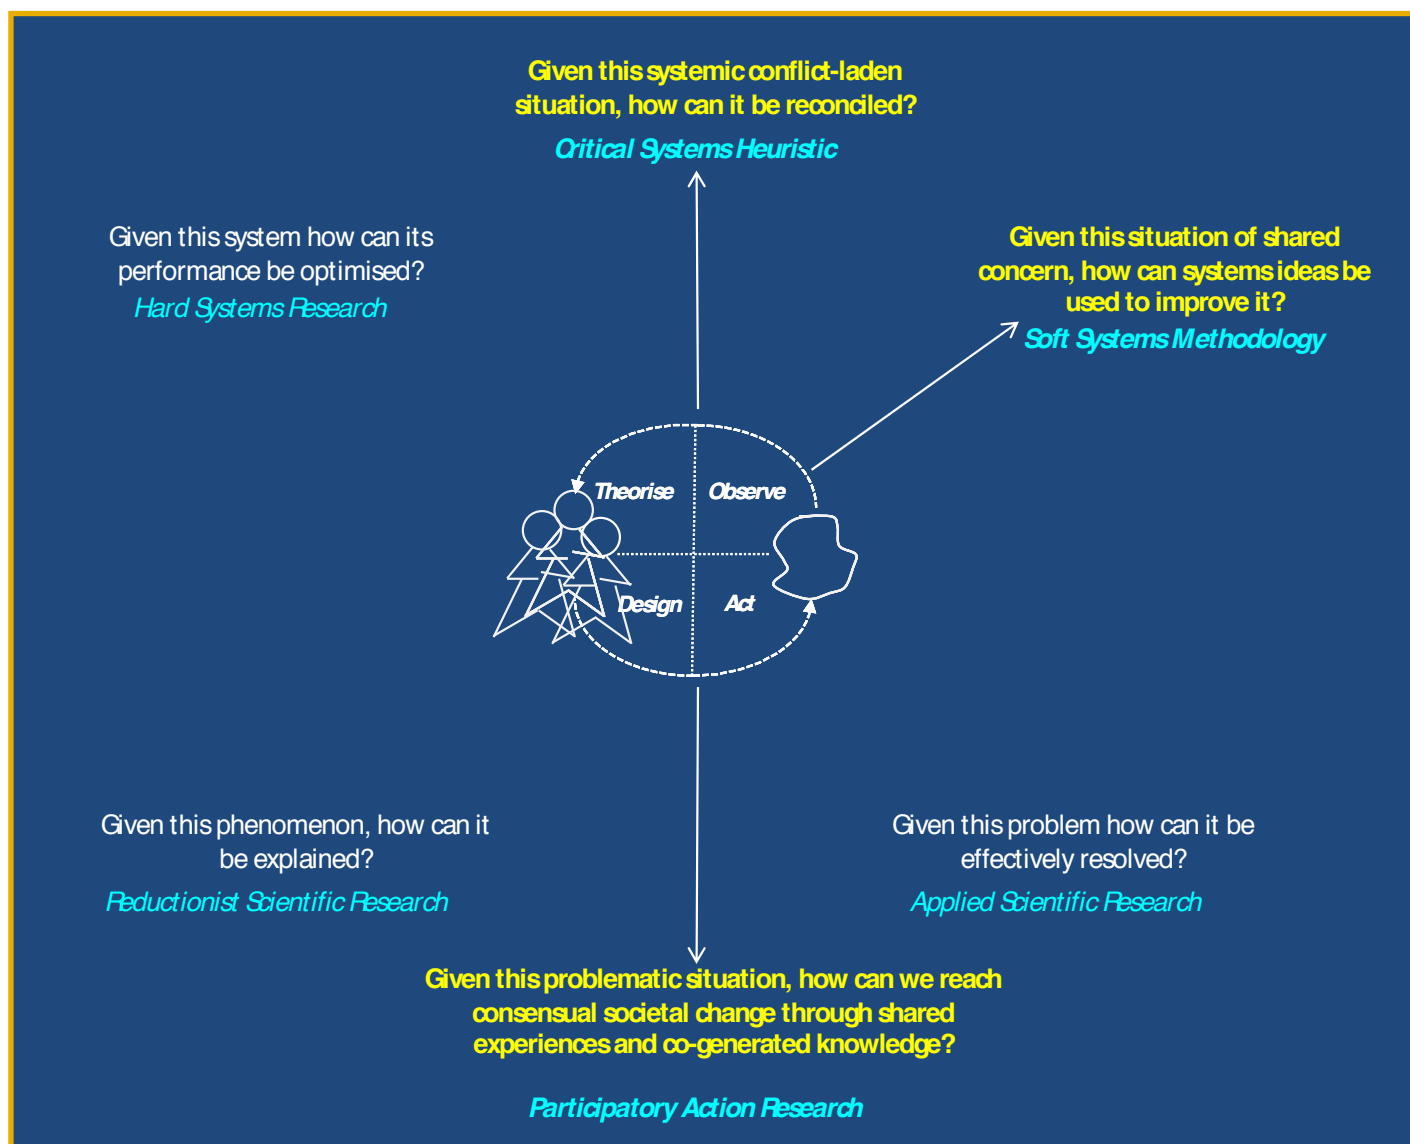 Given this systemic conflict-laden
situation, how can it be reconciled?
Critical Systems Heuristic
Given this system how can its
performance be optimised?
Hard Systems Research
Given this situation of shared
concern, how can systems ideas be
used to improve it?
Soft Systems Methodology
Theorise
Observe
Design
Act
Given this phenomenon, how can it
be explained?
Reductionist Scientific Research
Given this problem how can it be
effectively resolved?
Applied Scientific Research
Given this problematic situation, how can we reach
consensual societal change through shared
experiences and co-generated knowledge?
Participatory Action Research